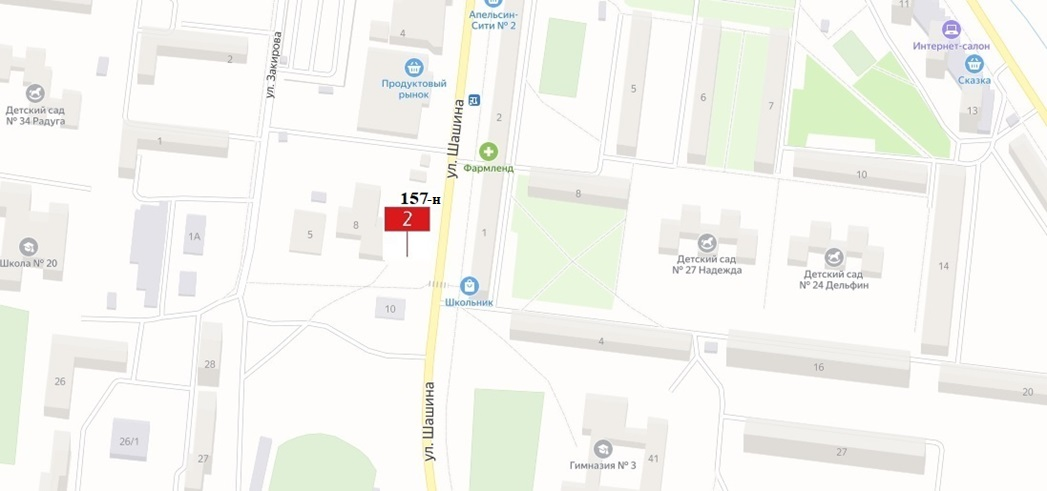 Апельсин-
Сити № 2
11
Интернет-салон
4
ул. Закирова
2
Продуктовый
рынок
Сказка
5
6
7
Детский сад
№ 34 Радуга
ул. Шашина
2
13
1
Фармленд
10
8
157-н
2
8
5
1А
1
Школа № 20
Детский сад
№ 27 Надежда
Детский сад
№ 24 Дельфин
14
Школьник
10
4
28
16
26
20
ул. Шашина
26/1
27
Гимназия № 3
41
27